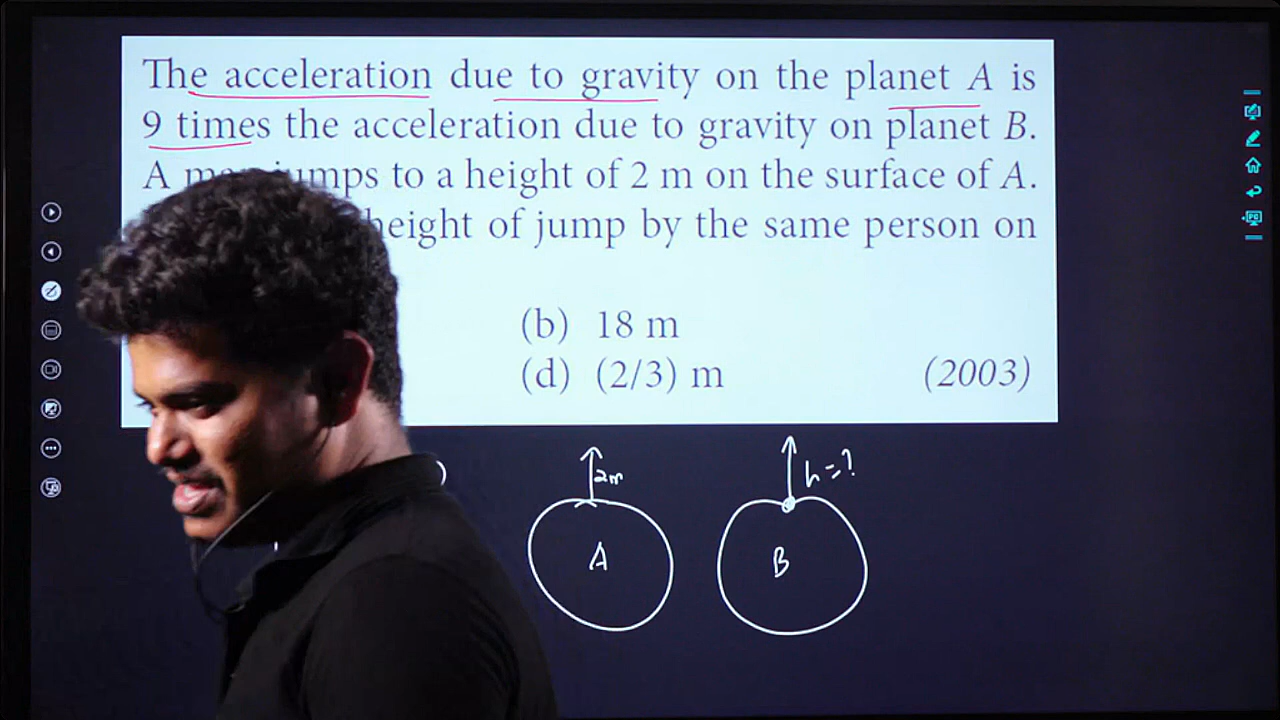 The acceleration due to gravity on the planet A is
9 times the acceleration due to gravity on planet B.
A jumps to a height of 2 m on the surface of A.
height of jump by the same person on
(b) 18 m
(d) (2/3) m (2003)
2m
h=?
A
B